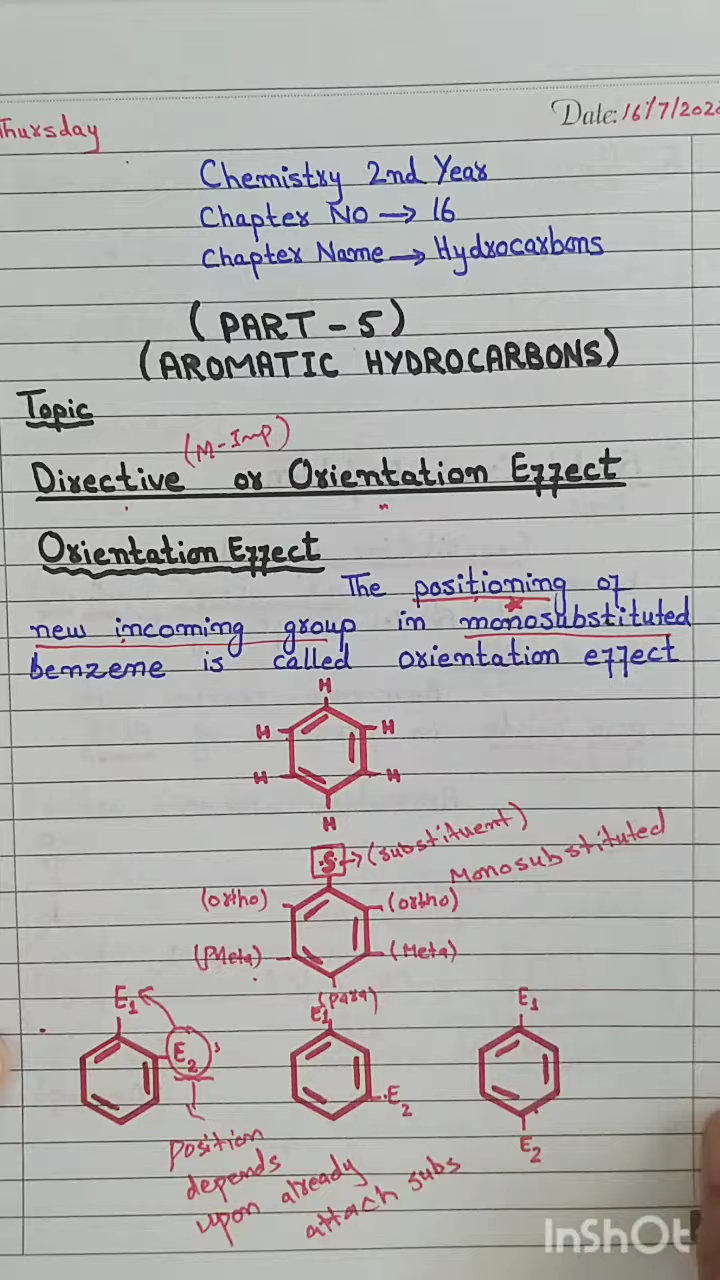 Thursday
Date: 16/7/202
Chemistry 2nd Year
Chapter No → 16
Chapter Name → Hydrocarbons
(PART - 5)
(AROMATIC HYDROCARBONS)
Topic
(M-Imp)
Directive or Orientation Effect
Orientation Effect
The positioning of
new incoming group in monosubstituted
benzene is called orientation effect
H
H H
H H
H
S → (substituent)
Monosubstituted
(ortho) (ortho)
(Meta) (Meta)
(Para)
E₁ E₁ E₁
E₂ E₂ E₂
Position
depends
upon already
attach subs
InShOt